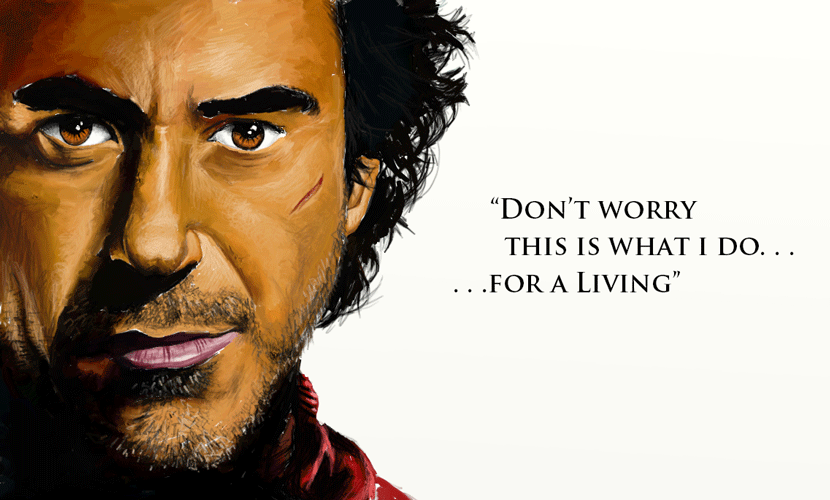 “Don’t worry
this is what i do. . .
. . .for a Living”